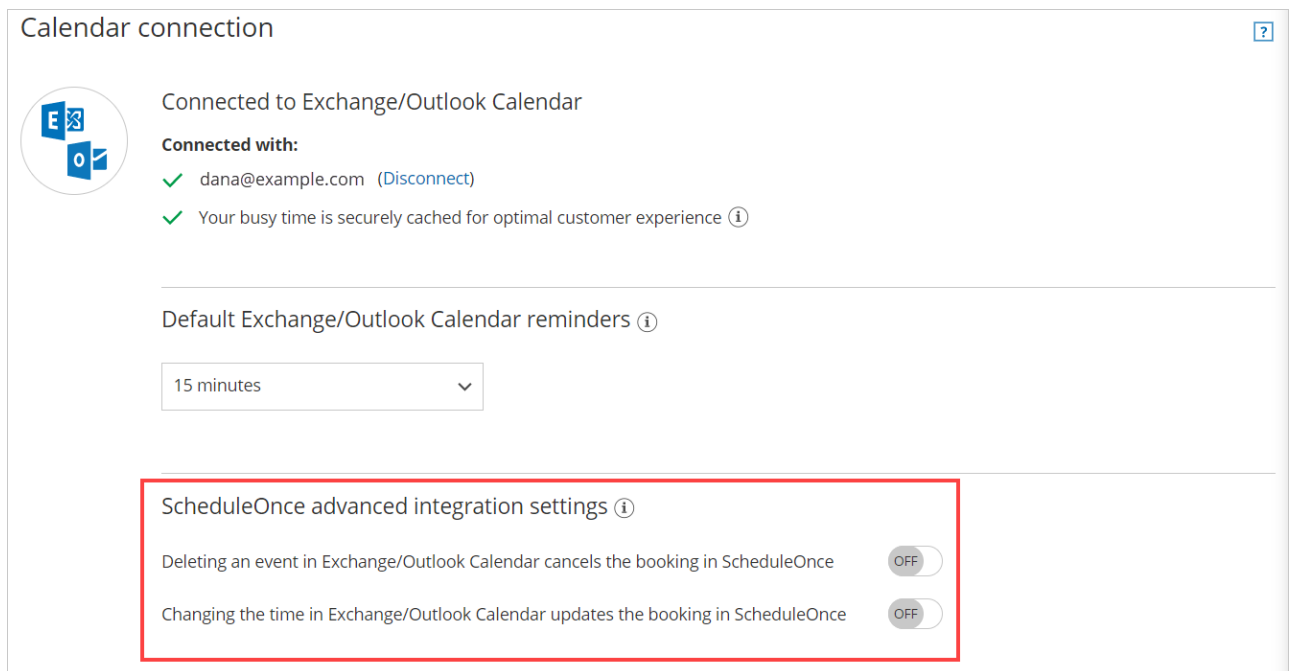 Calendar connection
?
E
O
Connected to Exchange/Outlook Calendar
Connected with:
dana@example.com (Disconnect)
Your busy time is securely cached for optimal customer experience i
Default Exchange/Outlook Calendar reminders i
15 minutes
ScheduleOnce advanced integration settings i
Deleting an event in Exchange/Outlook Calendar cancels the booking in ScheduleOnce OFF
Changing the time in Exchange/Outlook Calendar updates the booking in ScheduleOnce OFF